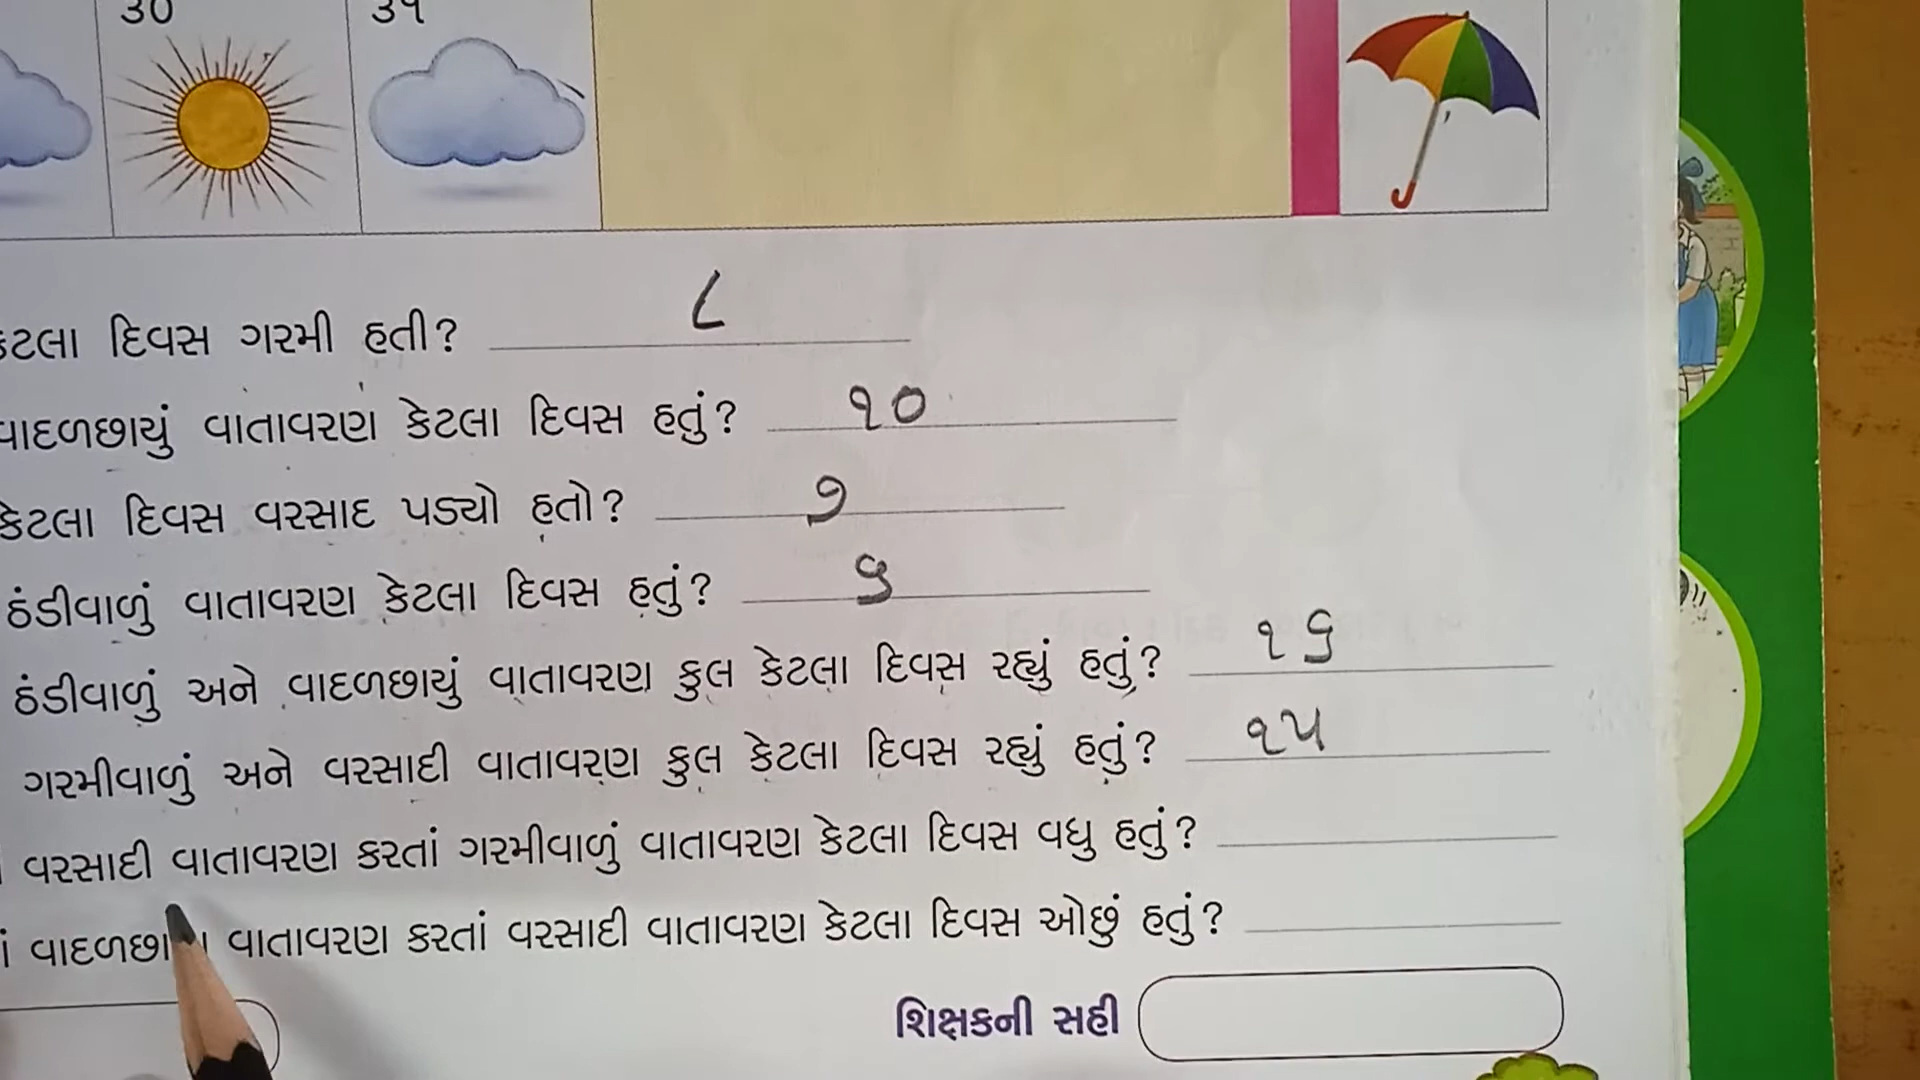 ૩૦ ૩૧
કેટલા દિવસ ગરમી હતી? ૮
વાદળછાયું વાતાવરણ કેટલા દિવસ હતું? ૧૦
કેટલા દિવસ વરસાદ પડ્યો હતો? ૭
ઠંડીવાળું વાતાવરણ કેટલા દિવસ હતું? ૬
ઠંડીવાળું અને વાદળછાયું વાતાવરણ કુલ કેટલા દિવસ રહ્યું હતું? ૧૬
ગરમીવાળું અને વરસાદી વાતાવરણ કુલ કેટલા દિવસ રહ્યું હતું? ૧૫
વરસાદી વાતાવરણ કરતાં ગરમીવાળું વાતાવરણ કેટલા દિવસ વધુ હતું?
વાતાવરણ કરતાં વરસાદી વાતાવરણ કેટલા દિવસ ઓછું હતું?
શિક્ષકની સહી